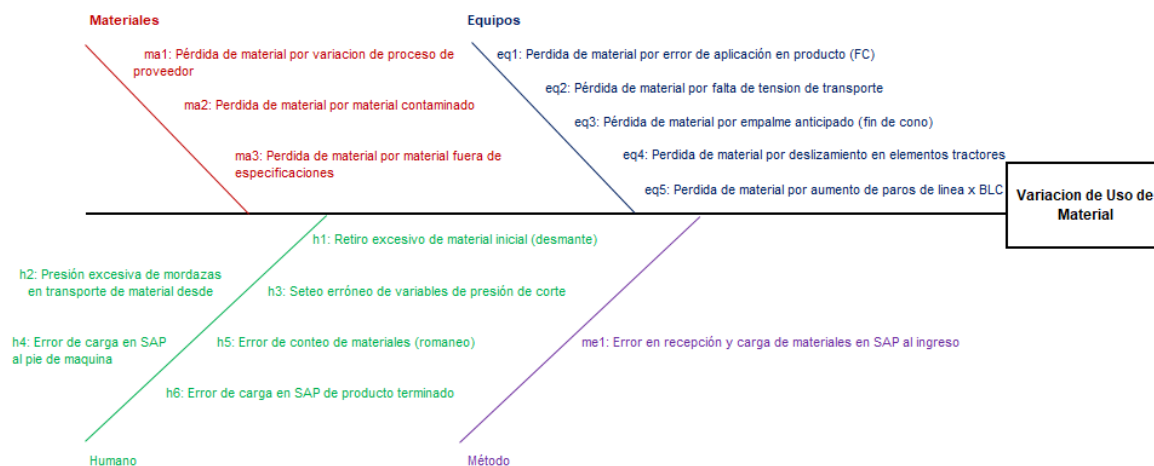 Materiales
ma1: Pérdida de material por variacion de proceso de
proveedor
ma2: Perdida de material por material contaminado
ma3: Perdida de material por material fuera de
especificaciones
Equipos
eq1: Perdida de material por error de aplicación en producto (FC)
eq2: Pérdida de material por falta de tension de transporte
eq3: Pérdida de material por empalme anticipado (fin de cono)
eq4: Perdida de material por deslizamiento en elementos tractores
eq5: Perdida de material por aumento de paros de linea x BLC
Variacion de Uso de
Material
h1: Retiro excesivo de material inicial (desmante)
h2: Presión excesiva de mordazas
en transporte de material desde
h3: Seteo erróneo de variables de presión de corte
h4: Error de carga en SAP
al pie de maquina
h5: Error de conteo de materiales (romaneo)
h6: Error de carga en SAP de producto terminado
Humano
me1: Error en recepción y carga de materiales en SAP al ingreso
Método